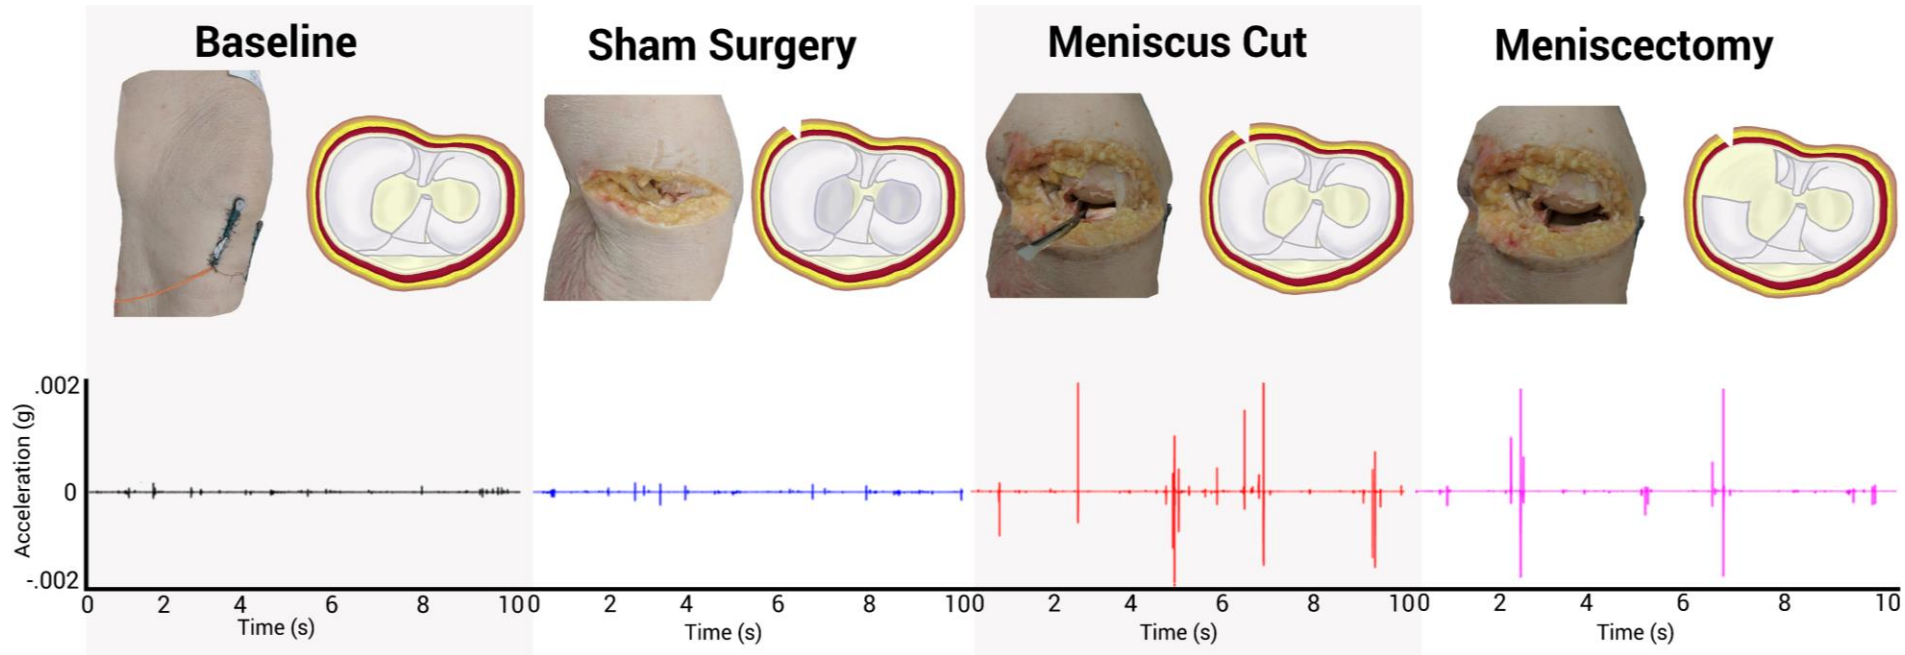 Baseline
Sham Surgery
Meniscus Cut
Meniscectomy
Acceleration (g)
.002
0
-.002
0 2 4 6 8 10
0 2 4 6 8 10
0 2 4 6 8 10
0 2 4 6 8 10
Time (s)
Time (s)
Time (s)
Time (s)